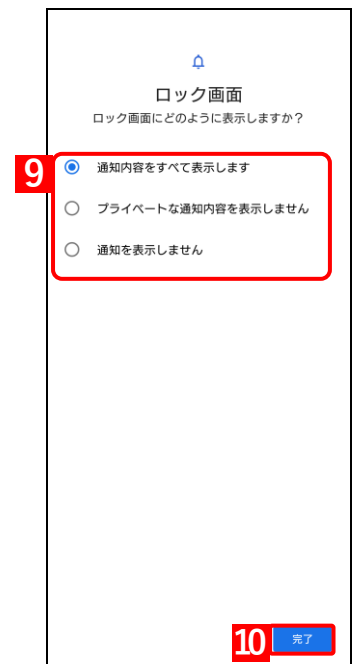 ロック画面
ロック画面にどのように表示しますか？
9
通知内容をすべて表示します
プライベートな通知内容を表示しません
通知を表示しません
10
完了